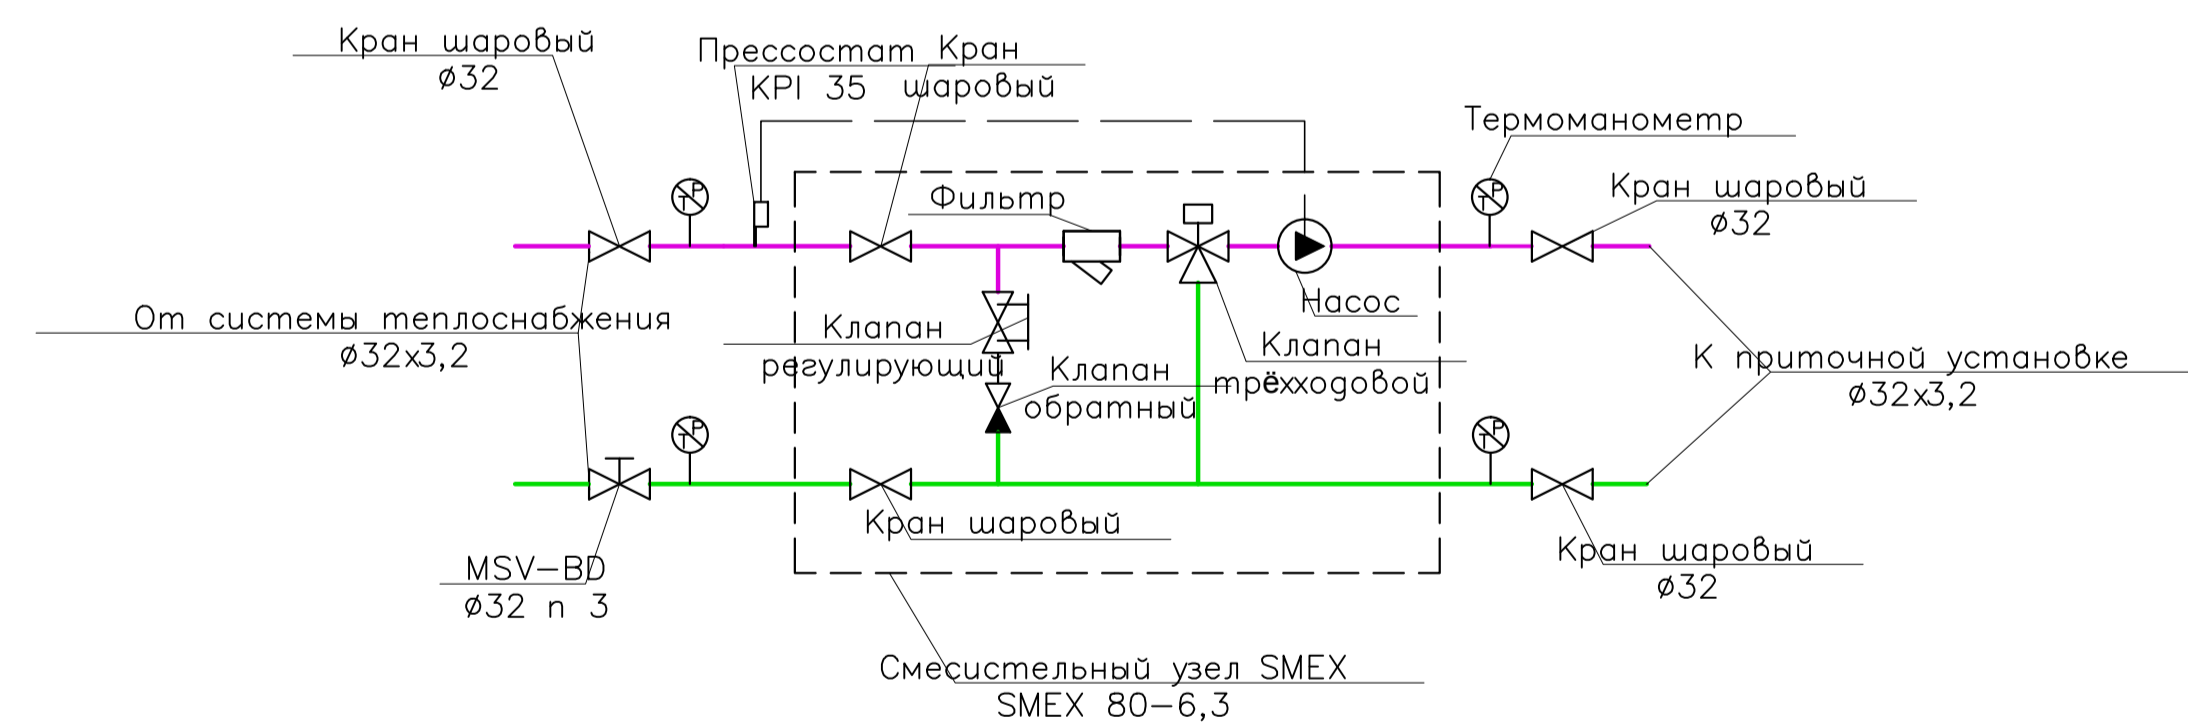 Кран шаровый
ø32
Прессостат
KPI 35
Кран
шаровый
Термоманометр
Кран шаровый
ø32
Фильтр
T P
T P
Насос
От системы теплоснабжения
ø32x3,2
Клапан
регулирующий
Клапан
обратный
Клапан
трёхходовой
К приточной установке
ø32x3,2
T P
T P
Кран шаровый
Кран шаровый
ø32
MSV-BD
ø32 n 3
Смесистельный узел SMEX
SMEX 80-6,3